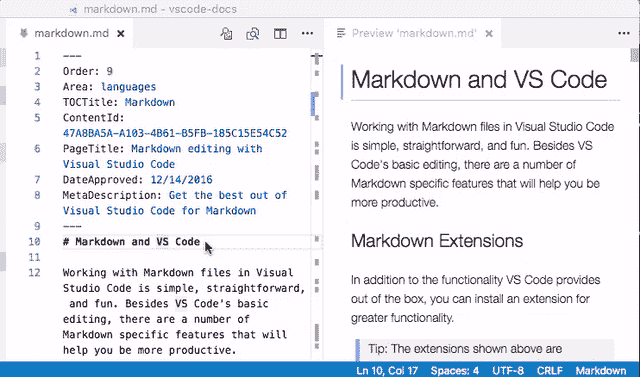 markdown.md - vscode-docs
markdown.md
Preview 'markdown.md'
1 ---
2 Order: 9
3 Area: languages
4 TOCTitle: Markdown
5 ContentId:
47A8BA5A-A103-4B61-B5FB-185C15E54C52
6 PageTitle: Markdown editing with
Visual Studio Code
7 DateApproved: 12/14/2016
8 MetaDescription: Get the best out of
Visual Studio Code for Markdown
9 ---
10 # Markdown and VS Code
11
12 Working with Markdown files in Visual
Studio Code is simple, straightforward,
and fun. Besides VS Code's basic
editing, there are a number of
Markdown specific features that will
help you be more productive.
Markdown and VS Code
Working with Markdown files in Visual Studio Code
is simple, straightforward, and fun. Besides VS
Code's basic editing, there are a number of
Markdown specific features that will help you be
more productive.
Markdown Extensions
In addition to the functionality VS Code provides
out of the box, you can install an extension for
greater functionality.
Tip: The extensions shown above are
Ln 10, Col 17 Spaces: 4 UTF-8 CRLF Markdown